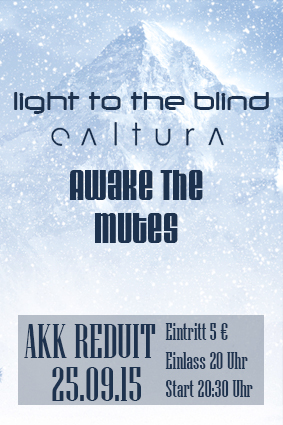 light to the blind
ealtura
Awake The
Mutes
AKK REDUIT
25.09.15
Eintritt 5 €
Einlass 20 Uhr
Start 20:30 Uhr